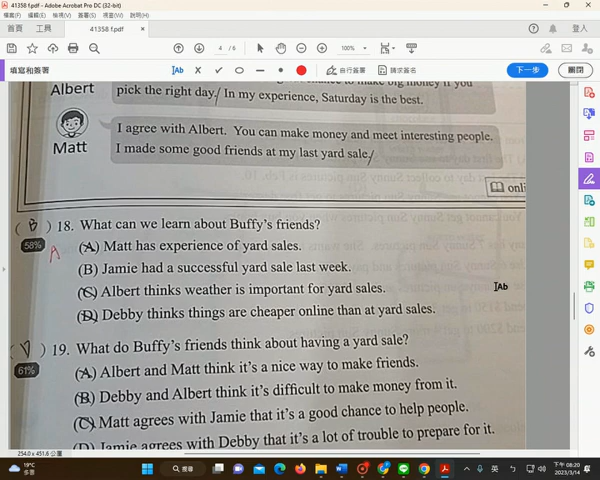 41358 f.pdf - Adobe Acrobat Pro DC (32-bit)
首頁 工具 41358 f.pdf × 登入
4 / 6 100% 自行簽署 請求簽名
填寫和簽署 下一步 關閉
Albert
pick the right day. In my experience, Saturday is the best.
Matt
I agree with Albert. You can make money and meet interesting people.
I made some good friends at my last yard sale.
( B ) 18. What can we learn about Buffy's friends?
58% A (A) Matt has experience of yard sales.
(B) Jamie had a successful yard sale last week.
(C) Albert thinks weather is important for yard sales.
(D) Debby thinks things are cheaper online than at yard sales.
19. What do Buffy's friends think about having a yard sale?
61% (A) Albert and Matt think it's a nice way to make friends.
(B) Debby and Albert think it's difficult to make money from it.
(C) Matt agrees with Jamie that it's a good chance to help people.
(D) Jamie agrees with Debby that it's a lot of trouble to prepare for it.
254.0 x 451.6 公釐
19°C
多雲
搜尋
英
下午 08:20
2023/3/14